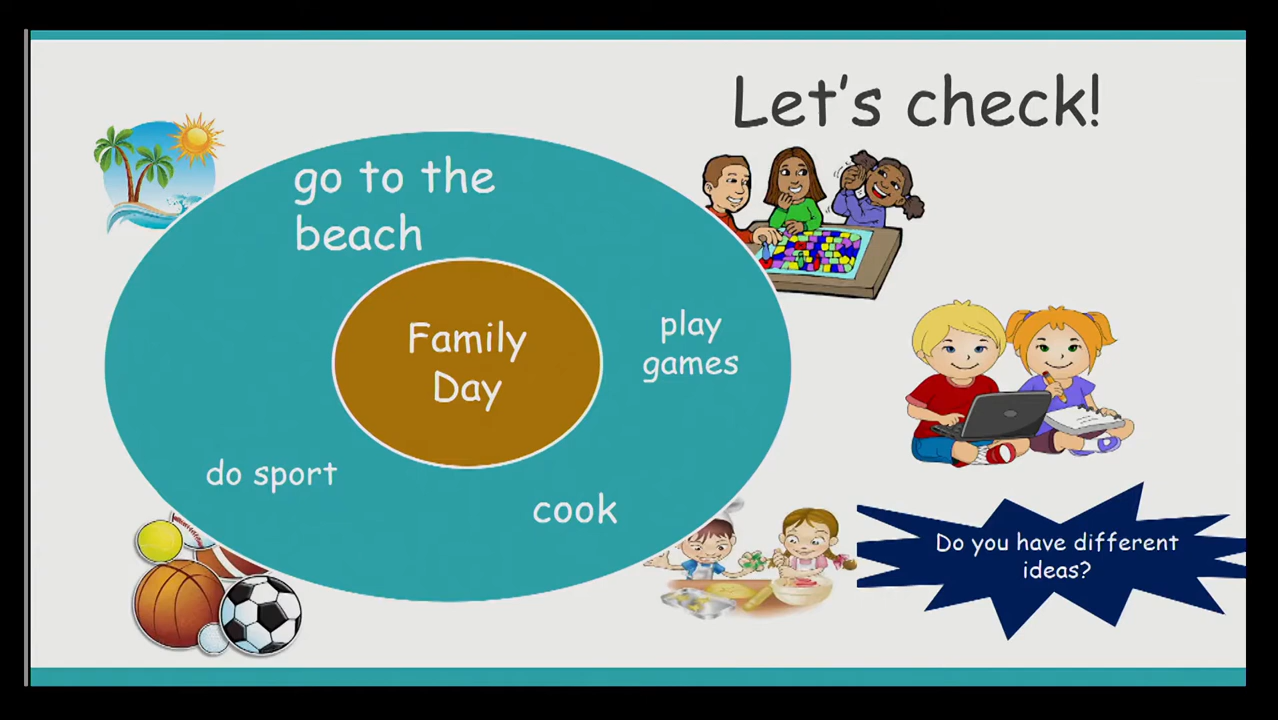 Let's check!
go to the
beach
Family
Day
play
games
do sport
cook
Do you have different
ideas?